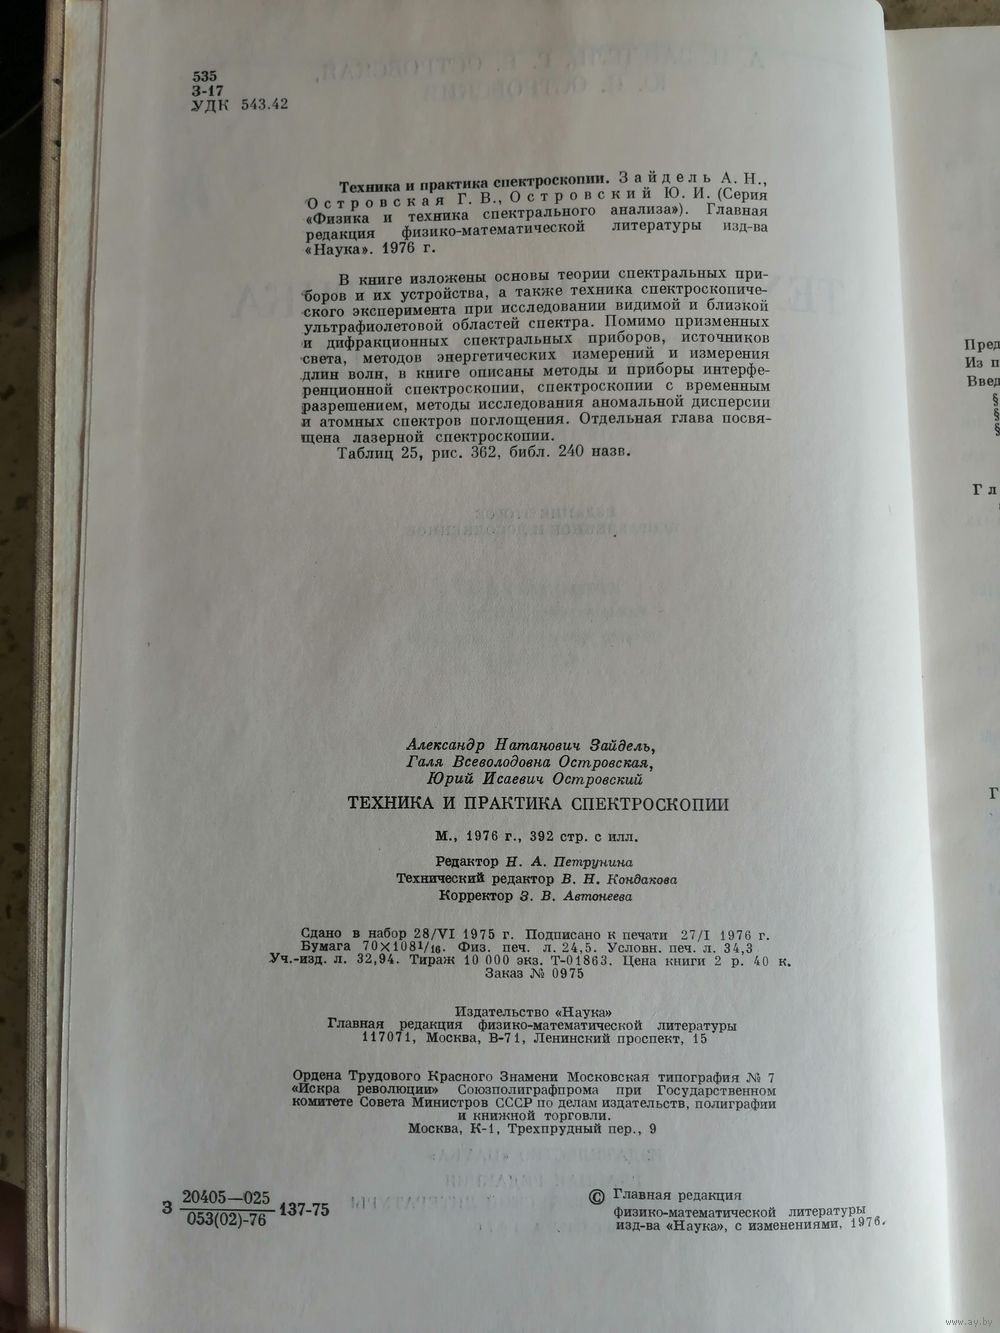 535
З-17
УДК 543.42
Техника и практика спектроскопии. Зайдель А. Н.,
Островская Г. В., Островский Ю. И. (Серия
«Физика и техника спектрального анализа»). Главная
редакция физико-математической литературы изд-ва
«Наука». 1976 г.
В книге изложены основы теории спектральных при-
боров и их устройства, а также техника спектроскопиче-
ского эксперимента при исследовании видимой и близкой
ультрафиолетовой областей спектра. Помимо призменных
и дифракционных спектральных приборов, источников
света, методов энергетических измерений и измерения
длин волн, в книге описаны методы и приборы интерфе-
ренционной спектроскопии, спектроскопии с временным
разрешением, методы исследования аномальной дисперсии
и атомных спектров поглощения. Отдельная глава посвя-
щена лазерной спектроскопии.
Таблиц 25, рис. 362, библ. 240 назв.
Александр Натанович Зайдель,
Галя Всеволодовна Островская,
Юрий Исаевич Островский
ТЕХНИКА И ПРАКТИКА СПЕКТРОСКОПИИ
М., 1976 г., 392 стр. с илл.
Редактор Н. А. Петрунина
Технический редактор В. Н. Кондакова
Корректор З. В. Автонеева
Сдано в набор 28/VI 1975 г. Подписано к печати 27/I 1976 г.
Бумага 70×108 1/16. Физ. печ. л. 24,5. Условн. печ. л. 34,3
Уч.-изд. л. 32,94. Тираж 10 000 экз. Т-01863. Цена книги 2 р. 40 к.
Заказ № 0975
Издательство «Наука»
Главная редакция физико-математической литературы
117071, Москва, В-71, Ленинский проспект, 15
Ордена Трудового Красного Знамени Московская типография № 7
«Искра революции» Союзполиграфпрома при Государственном
комитете Совета Министров СССР по делам издательств, полиграфии
и книжной торговли.
Москва, К-1, Трехпрудный пер., 9
З 20405—025
053(02)-76 137-75
© Главная редакция
физико-математической литературы
изд-ва «Наука», с изменениями, 1976.
Пред
Из п
Введ
§
§
§
Гл
Г
www.ay.by